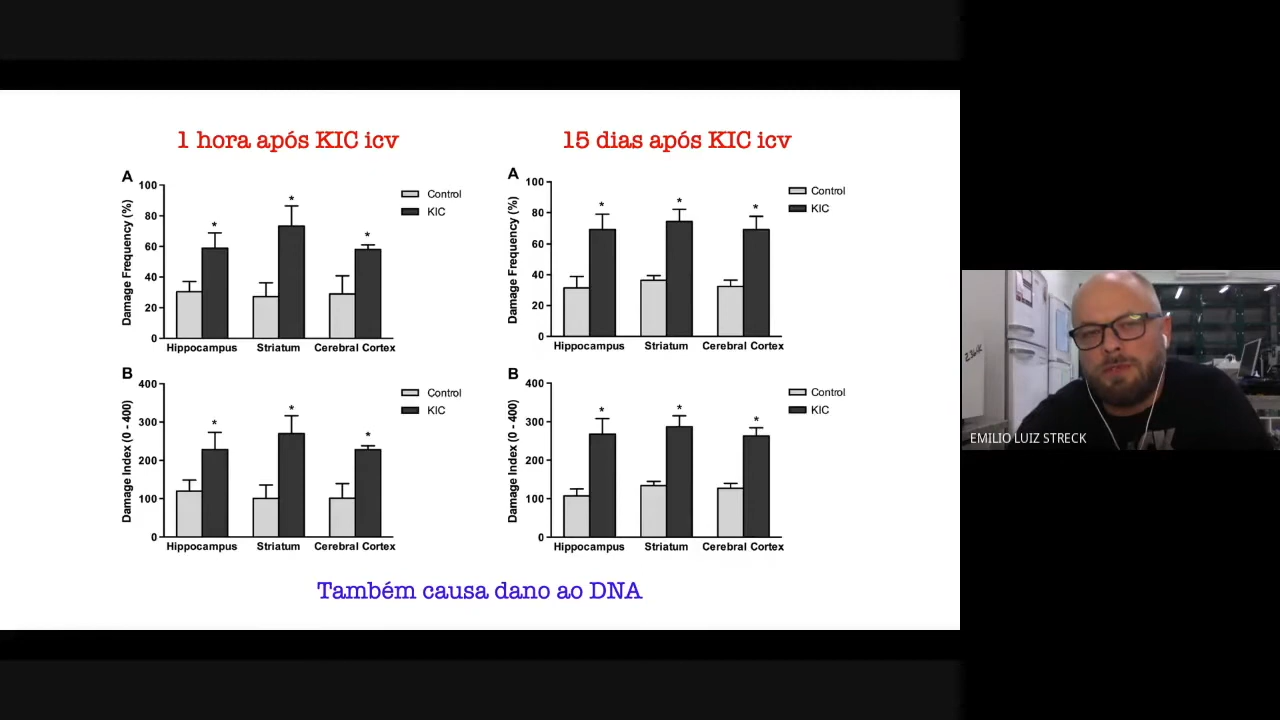 1 hora após KIC icv
15 dias após KIC icv
A
Damage Frequency (%)
100
80
60
40
20
0
* * *
Hippocampus Striatum Cerebral Cortex
Control
KIC
A
Damage Frequency (%)
100
80
60
40
20
0
* * *
Hippocampus Striatum Cerebral Cortex
Control
KIC
B
Damage Index (0 - 400)
400
300
200
100
0
* * *
Hippocampus Striatum Cerebral Cortex
Control
KIC
B
Damage Index (0 - 400)
400
300
200
100
0
* * *
Hippocampus Striatum Cerebral Cortex
Control
KIC
Também causa dano ao DNA
EMILIO LUIZ STRECK